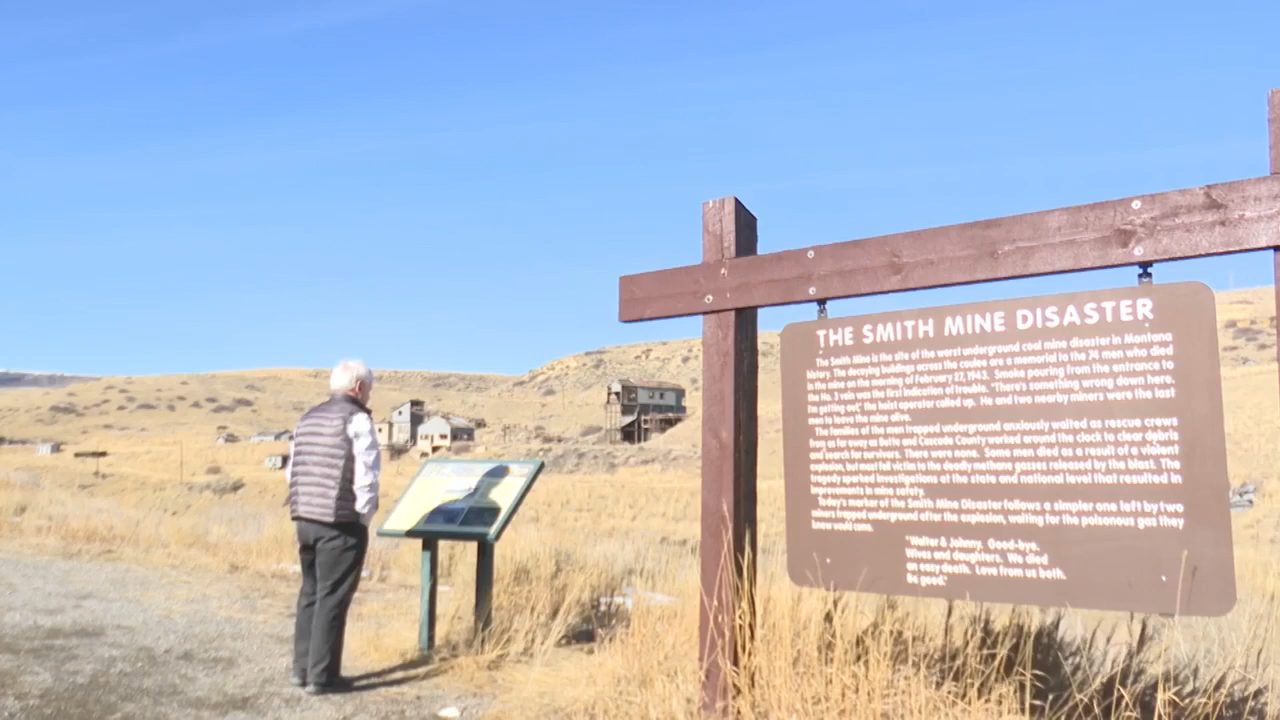 THE SMITH MINE DISASTER
The Smith Mine is the site of the worst underground coal mine disaster in Montana
history. The decaying buildings across the coulee are a memorial to the 74 men who died
in the mine on the morning of February 27, 1943. Smoke pouring from the entrance to
the No. 3 vein was the first indication of trouble. "There's something wrong down here.
I'm getting out," the hoist operator called up. He and two nearby miners were the last
men to leave the mine alive.
The families of the men trapped underground anxiously waited as rescue crews
from as far away as Butte and Cascade County worked around the clock to clear debris
and search for survivors. There were none. Some men died as a result of a violent
explosion, but most fell victim to the deadly methane gasses released by the blast. The
tragedy sparked investigations at the state and national level that resulted in
improvements in mine safety.
Today's marker of the Smith Mine Disaster follows a simpler one left by two
miners trapped underground after the explosion, waiting for the poisonous gas they
knew would come.
"Walter & Johnny. Good-bye.
Wives and daughters. We died
an easy death. Love from us both.
Be good."